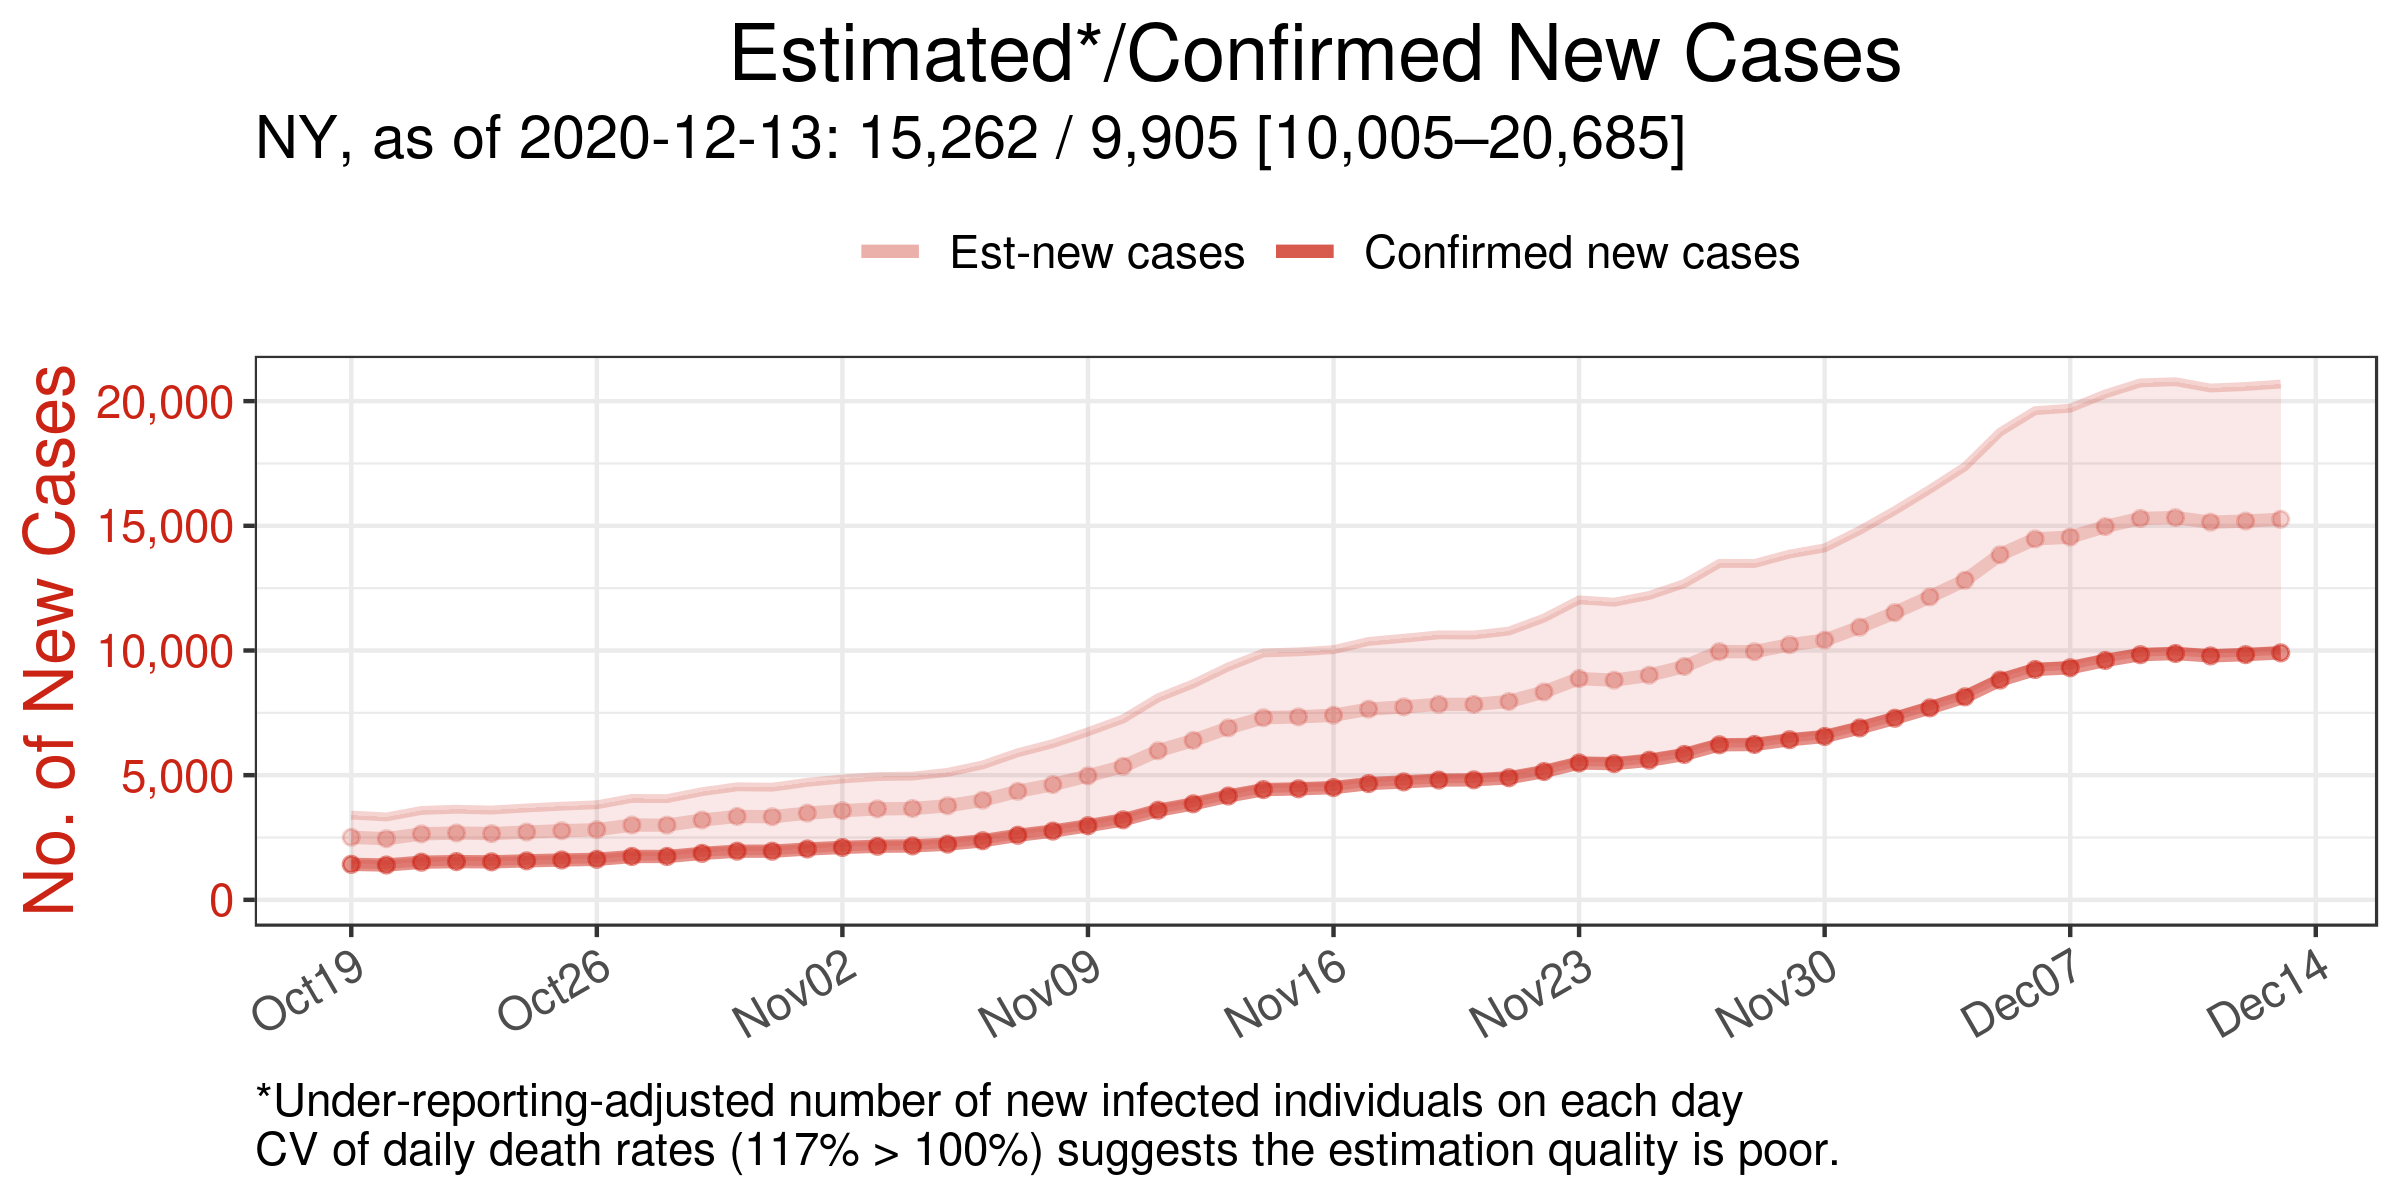 Estimated*/Confirmed New Cases
NY, as of 2020-12-13: 15,262 / 9,905 [10,005–20,685]
Est-new cases
Confirmed new cases
No. of New Cases
20,000
15,000
10,000
5,000
0
Oct19
Oct26
Nov02
Nov09
Nov16
Nov23
Nov30
Dec07
Dec14
*Under-reporting-adjusted number of new infected individuals on each day
CV of daily death rates (117% > 100%) suggests the estimation quality is poor.